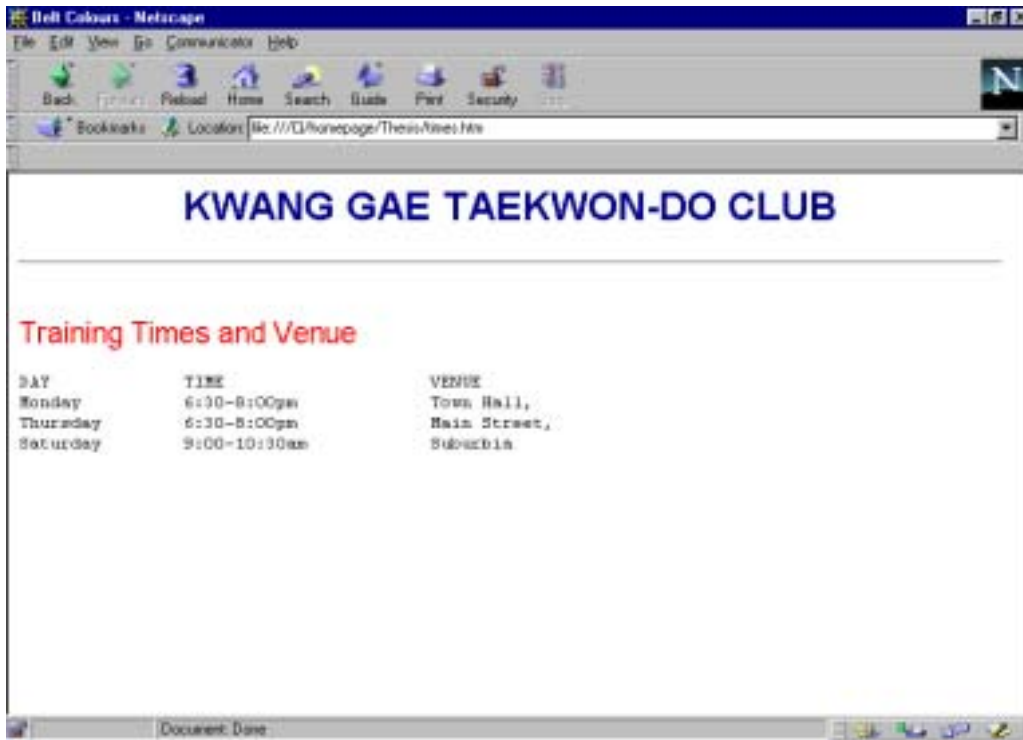 Belt Colours - Netscape
File Edit View Go Communicator Help
Back Forward Reload Home Search Guide Print Security Stop
Bookmarks Location: file:///C|/homepage/Thesis/times.htm
N
KWANG GAE TAEKWON-DO CLUB
Training Times and Venue
DAY TIME VENUE
Monday 6:30-8:00pm Town Hall,
Thursday 6:30-8:00pm Main Street,
Saturday 9:00-10:30am Suburbia
Document: Done